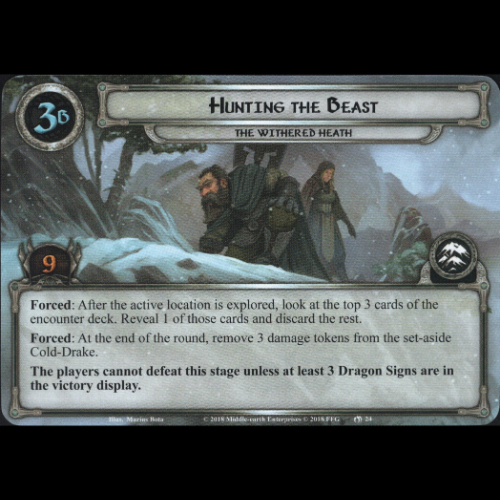 3B
Hunting the Beast
The Withered Heath
9
Forced: After the active location is explored, look at the top 3 cards of the
encounter deck. Reveal 1 of those cards and discard the rest.
Forced: At the end of the round, remove 3 damage tokens from the set-aside
Cold-Drake.
The players cannot defeat this stage unless at least 3 Dragon Signs are in
the victory display.
Illus. Marius Bota © 2018 Middle-earth Enterprises © 2018 FFG 24